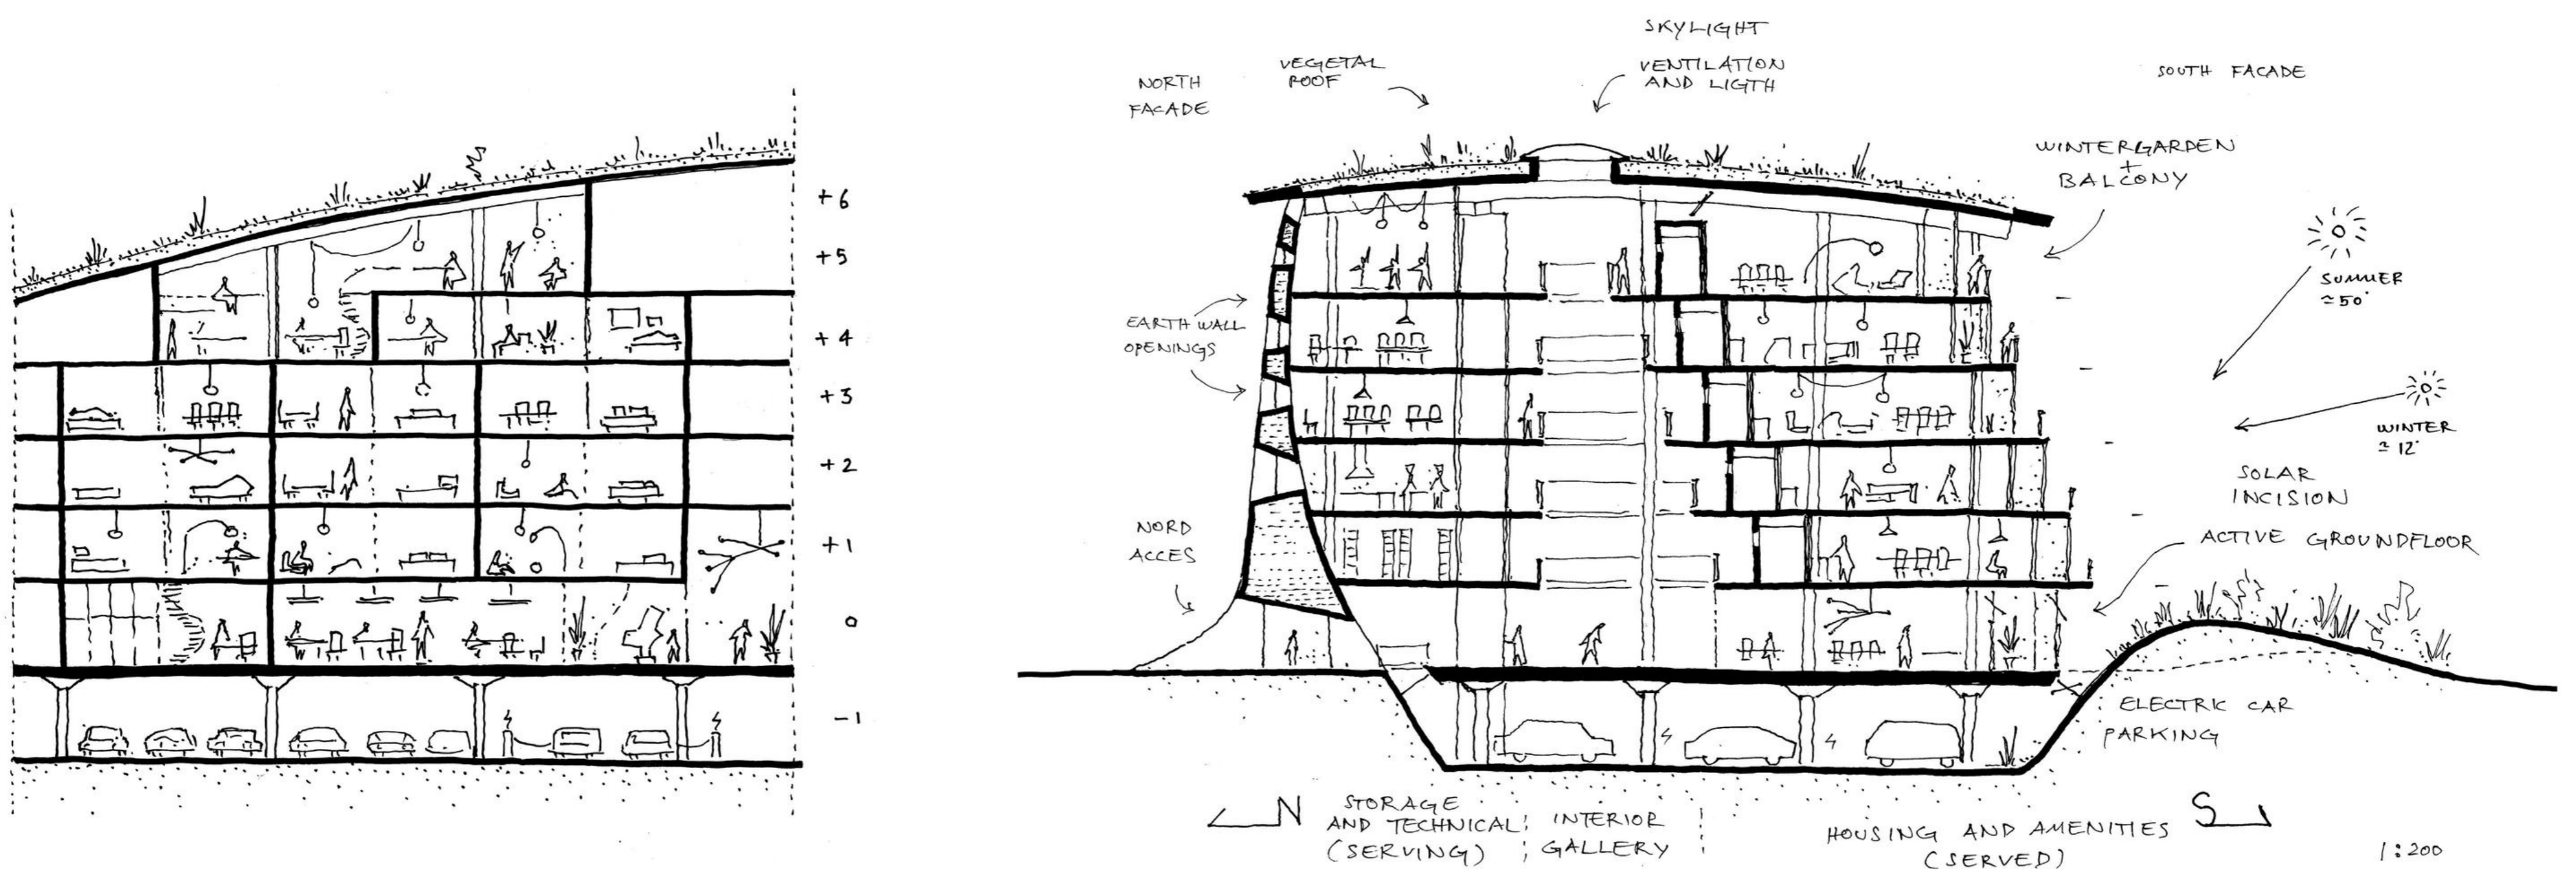 +6
+5
+4
+3
+2
+1
0
-1
SKYLIGHT
VENTILATION
AND LIGTH
VEGETAL
ROOF
NORTH
FACADE
SOUTH FACADE
WINTERGARDEN
+
BALCONY
SUMMER
≃50°
EARTH WALL
OPENINGS
WINTER
≃12°
SOLAR
INCISION
NORD
ACCES
ACTIVE GROUNDFLOOR
ELECTRIC CAR
PARKING
N
STORAGE
AND TECHNICAL
(SERVING)
INTERIOR
GALLERY
HOUSING AND AMENITIES
(SERVED)
S
1:200